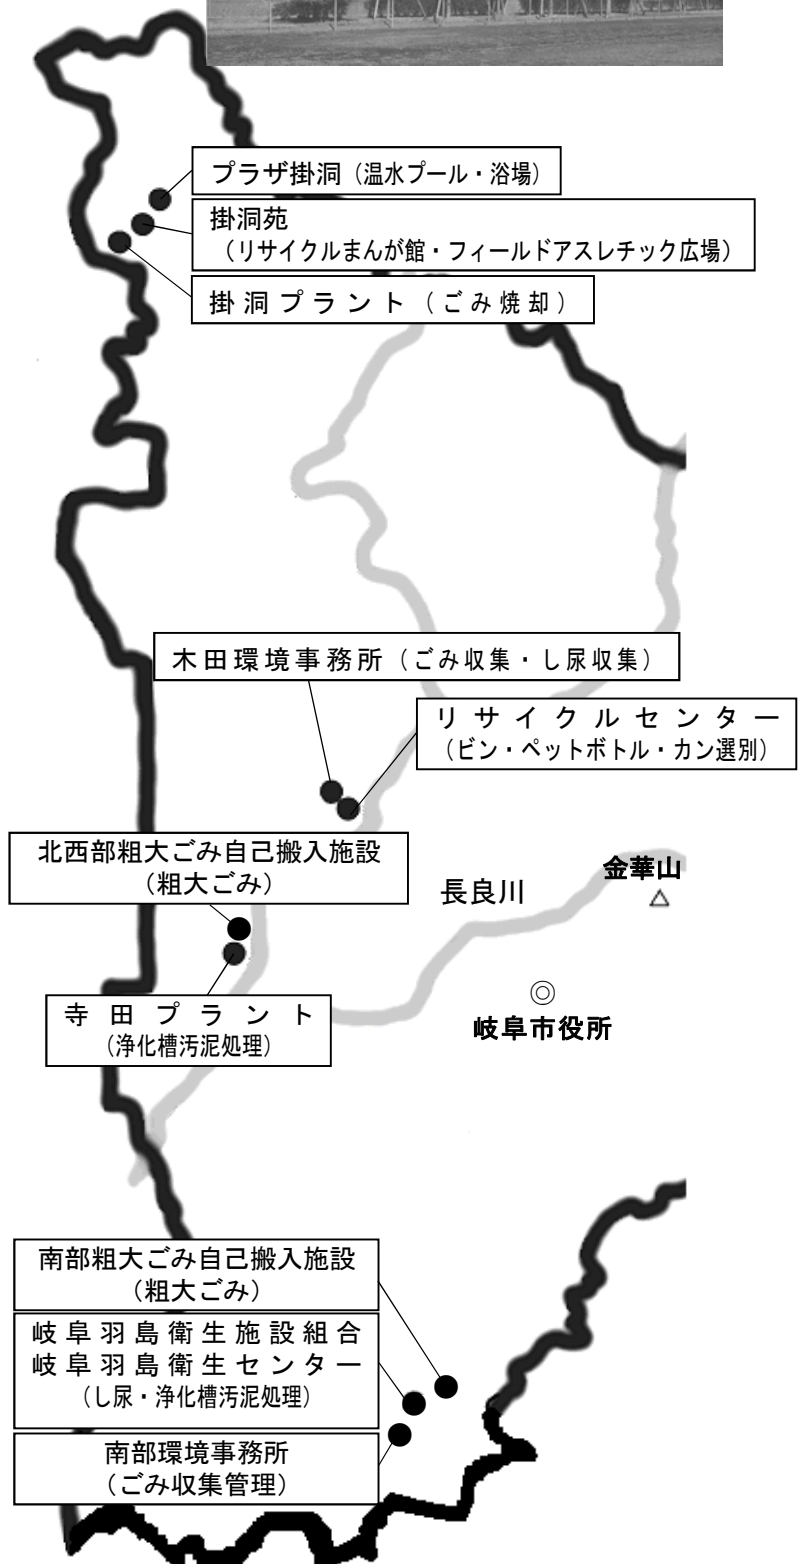 プラザ掛洞（温水プール・浴場）
掛洞苑
（リサイクルまんが館・フィールドアスレチック広場）
掛洞プラント（ごみ焼却）
木田環境事務所（ごみ収集・し尿収集）
リサイクルセンター
（ビン・ペットボトル・カン選別）
北西部粗大ごみ自己搬入施設
（粗大ごみ）
長良川
金華山
寺田プラント
（浄化槽汚泥処理）
岐阜市役所
南部粗大ごみ自己搬入施設
（粗大ごみ）
岐阜羽島衛生施設組合
岐阜羽島衛生センター
（し尿・浄化槽汚泥処理）
南部環境事務所
（ごみ収集管理）